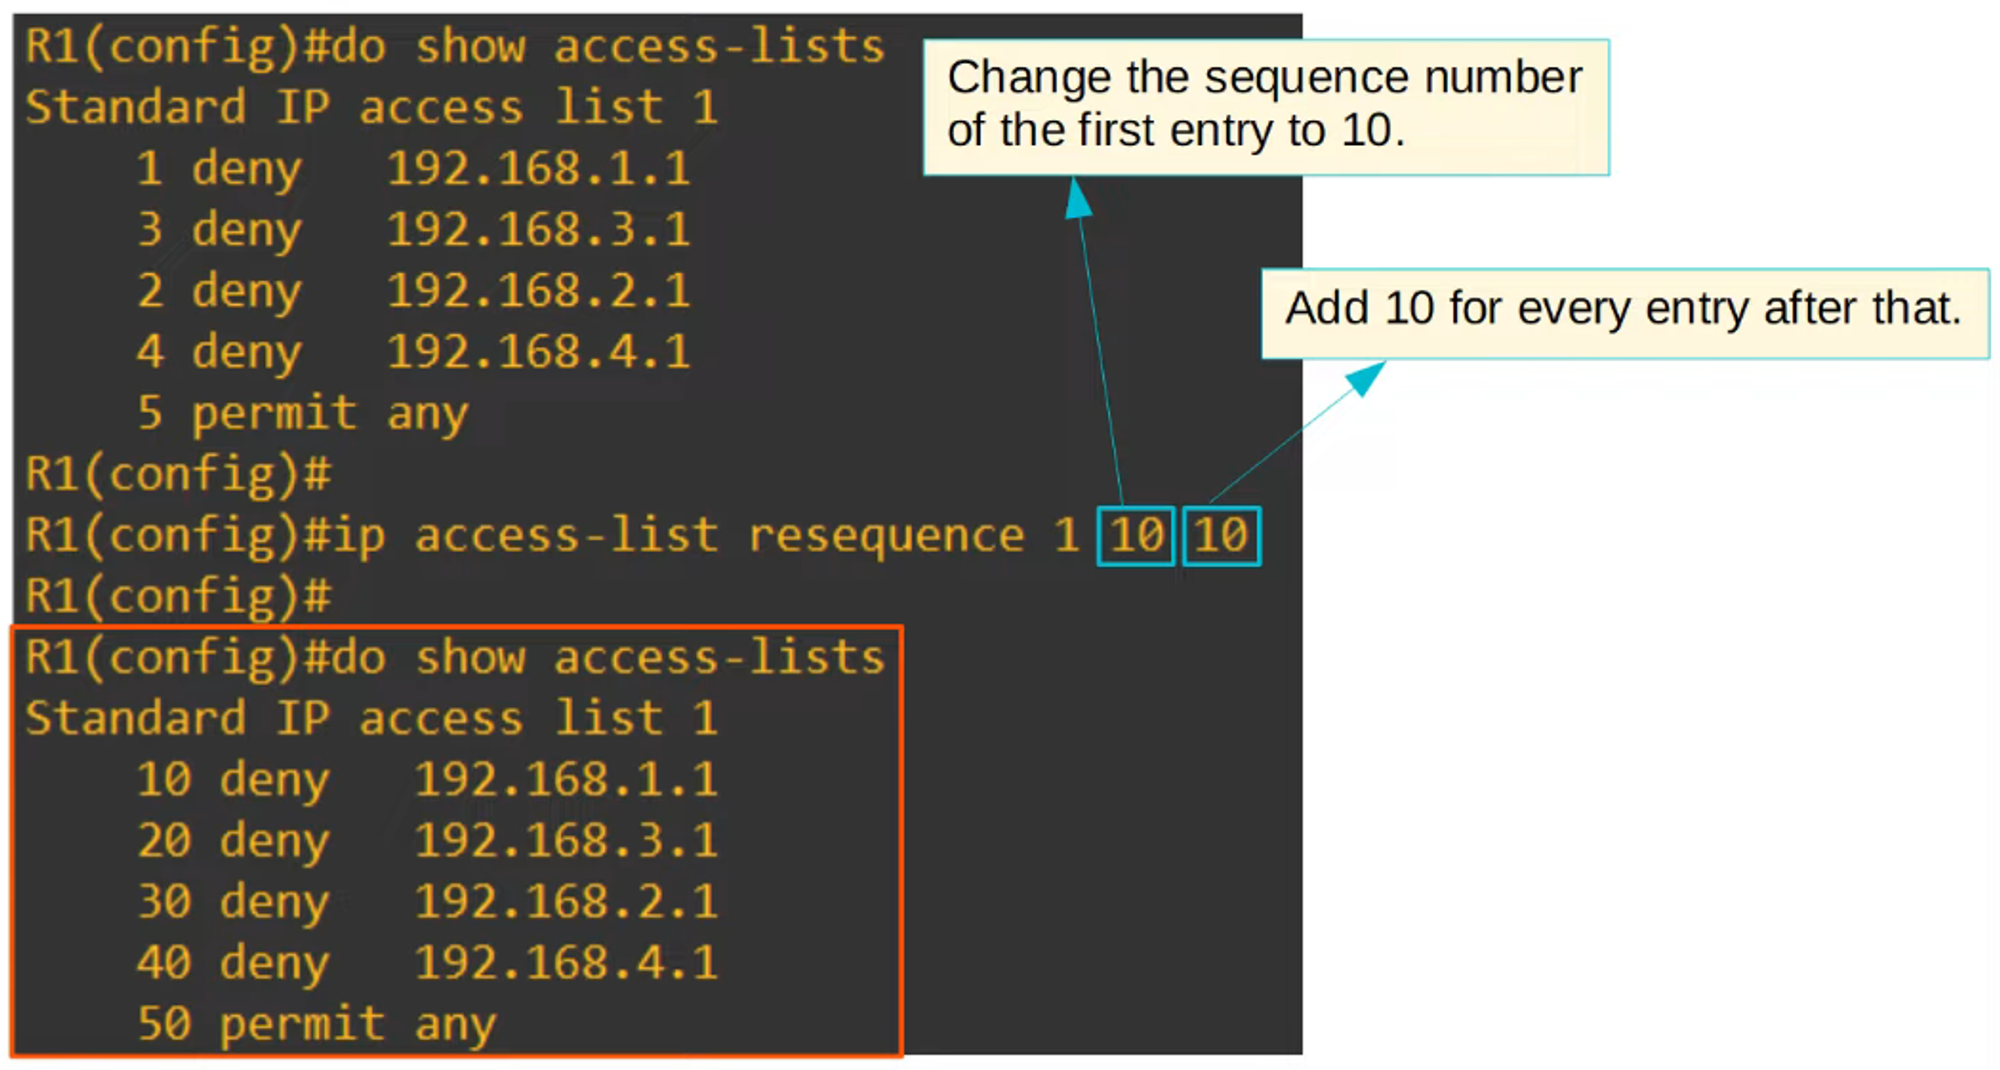 R1(config)#do show access-lists
Standard IP access list 1
1 deny 192.168.1.1
3 deny 192.168.3.1
2 deny 192.168.2.1
4 deny 192.168.4.1
5 permit any
R1(config)#
R1(config)#ip access-list resequence 1 10 10
R1(config)#
R1(config)#do show access-lists
Standard IP access list 1
10 deny 192.168.1.1
20 deny 192.168.3.1
30 deny 192.168.2.1
40 deny 192.168.4.1
50 permit any
Change the sequence number
of the first entry to 10.
Add 10 for every entry after that.